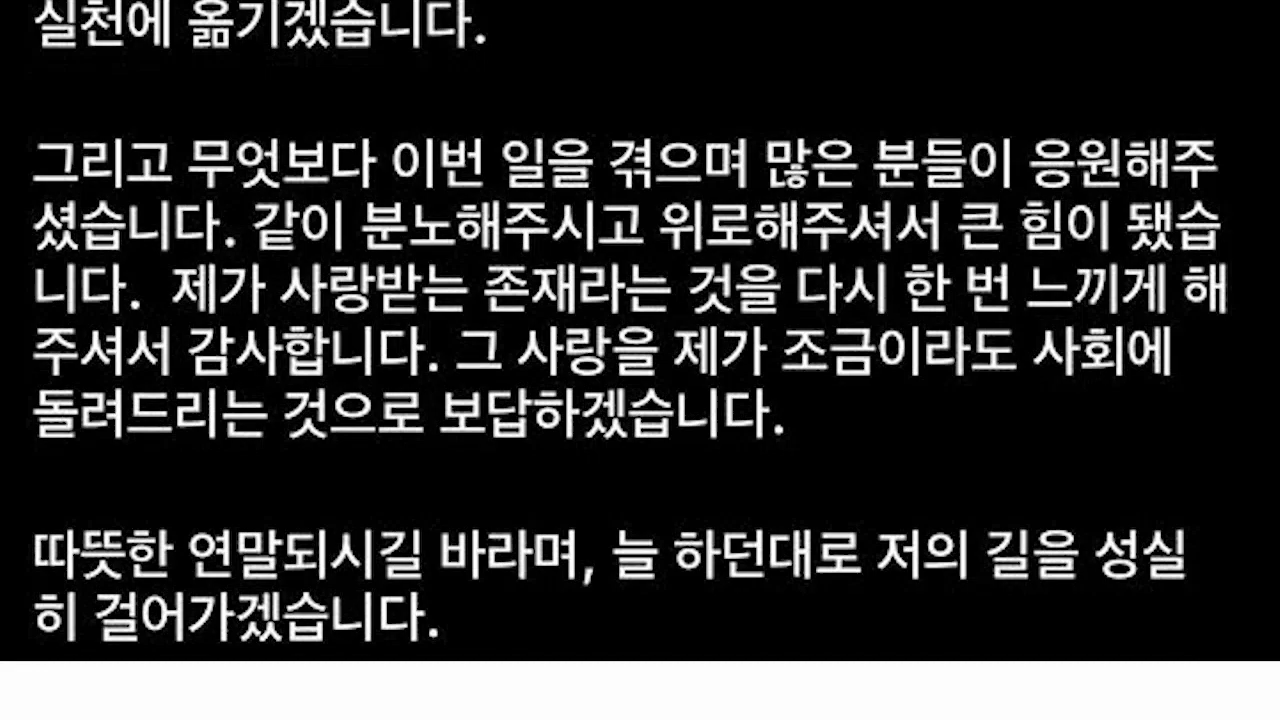 실천에 옮기겠습니다.
그리고 무엇보다 이번 일을 겪으며 많은 분들이 응원해주
셨습니다. 같이 분노해주시고 위로해주셔서 큰 힘이 됐습
니다.  제가 사랑받는 존재라는 것을 다시 한 번 느끼게 해
주셔서 감사합니다. 그 사랑을 제가 조금이라도 사회에
돌려드리는 것으로 보답하겠습니다.
따뜻한 연말되시길 바라며, 늘 하던대로 저의 길을 성실
히 걸어가겠습니다.